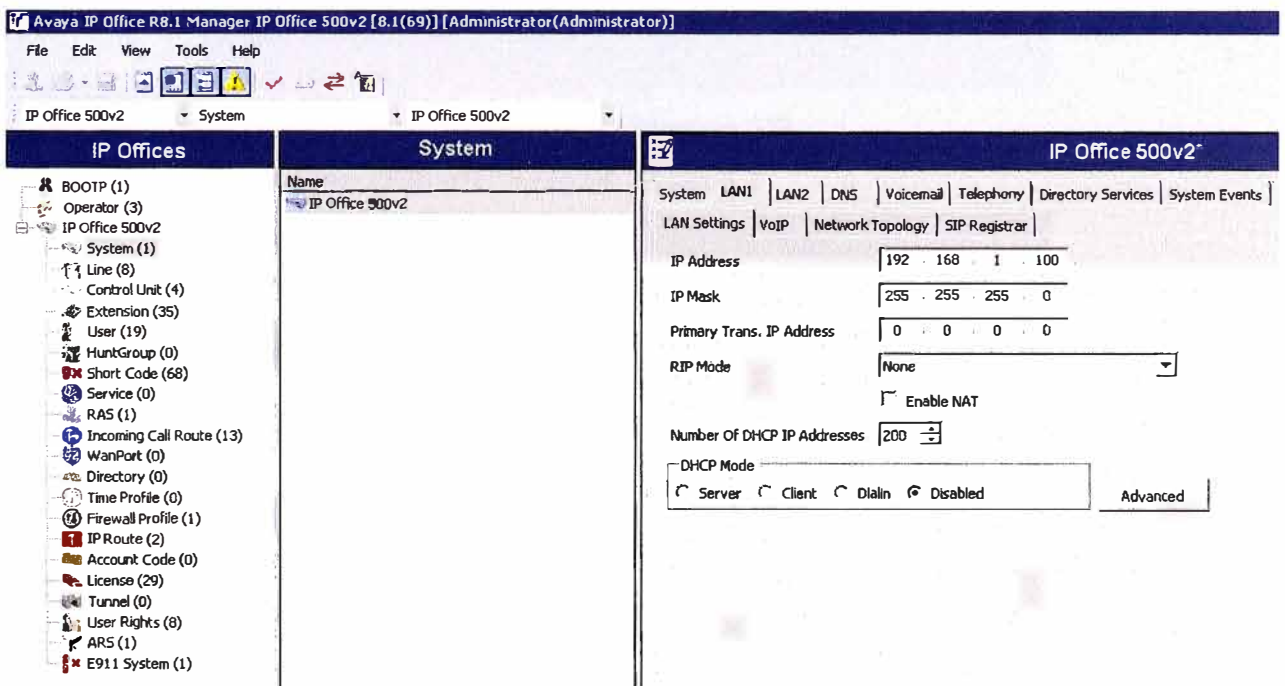 Avaya IP Office R8.1 Manager IP Office 500v2 [8.1(69)] [Administrator(Administrator)]
File Edit View Tools Help
IP Office 500v2 System IP Office 500v2
IP Offices
BOOTP (1)
Operator (3)
IP Office 500v2
System (1)
Line (8)
Control Unit (4)
Extension (35)
User (19)
HuntGroup (0)
Short Code (68)
Service (0)
RAS (1)
Incoming Call Route (13)
WanPort (0)
Directory (0)
Time Profile (0)
Firewall Profile (1)
IP Route (2)
Account Code (0)
License (29)
Tunnel (0)
User Rights (8)
ARS (1)
E911 System (1)
System
Name
IP Office 500v2
IP Office 500v2*
System LAN1 LAN2 DNS Voicemail Telephony Directory Services System Events
LAN Settings VoIP Network Topology SIP Registrar
IP Address 192 . 168 . 1 . 100
IP Mask 255 . 255 . 255 . 0
Primary Trans. IP Address 0 . 0 . 0 . 0
RIP Mode None
Enable NAT
Number Of DHCP IP Addresses 200
DHCP Mode
Server Client Dialin Disabled
Advanced